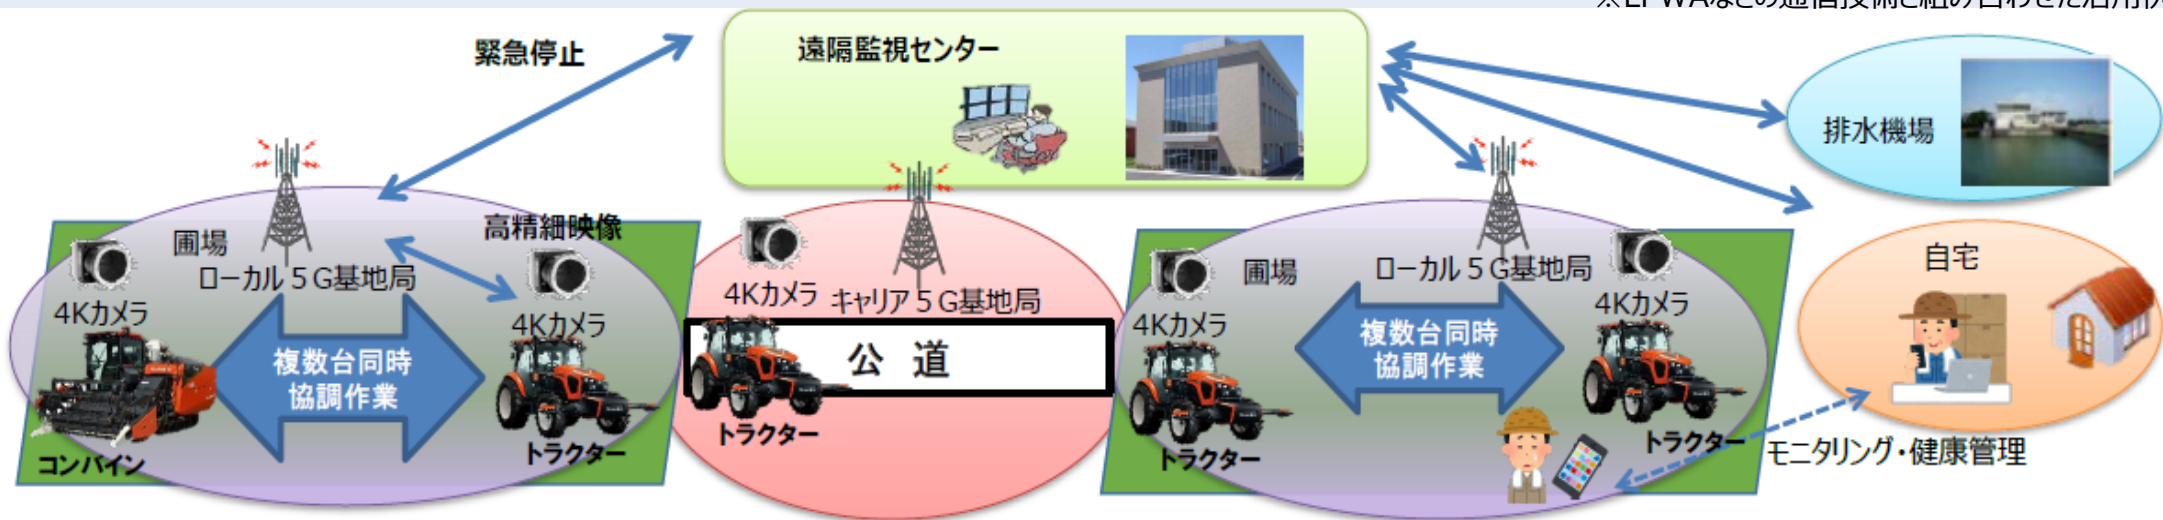 緊急停止
遠隔監視センター
排水機場
圃場
高精細映像
ローカル5G基地局
4Kカメラ
4Kカメラ
複数台同時
協調作業
コンバイン
トラクター
4Kカメラ
キャリア5G基地局
公 道
トラクター
圃場
ローカル5G基地局
4Kカメラ
4Kカメラ
複数台同時
協調作業
トラクター
トラクター
自宅
モニタリング・健康管理